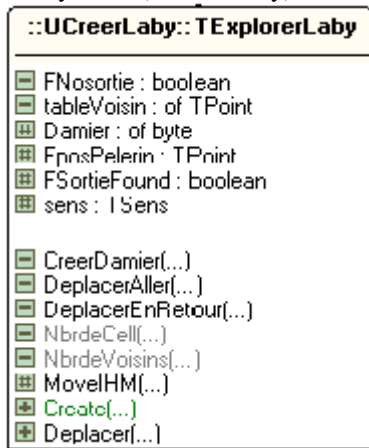 ::UCreerLaby::TExplorerLaby
FNosortie : boolean
tableVoisin : of TPoint
Damier : of byte
FposPelerin : TPoint
FSortieFound : boolean
sens : TSens
CreerDamier(...)
DeplacerAller(...)
DeplacerEnRetour(...)
NbrdeCell(...)
NbrdeVoisins(...)
MoveIHM(...)
Create(...)
Deplacer(...)